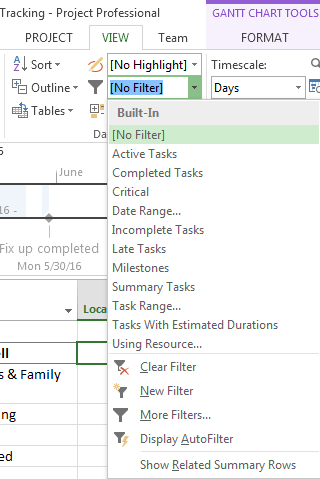 Tracking - Project Professional
GANTT CHART TOOLS
PROJECT VIEW Team FORMAT
Sort [No Highlight] Timescale:
Outline [No Filter] Days
Tables
Da
Built-In
[No Filter]
Active Tasks
Completed Tasks
Critical
Date Range...
Incomplete Tasks
Late Tasks
Milestones
Summary Tasks
Task Range...
Tasks With Estimated Durations
Using Resource...
Clear Filter
New Filter
More Filters...
Display AutoFilter
Show Related Summary Rows
6
June
16 -
Fix up completed
Mon 5/30/16
Loca
ll
s & Family
ing
ed